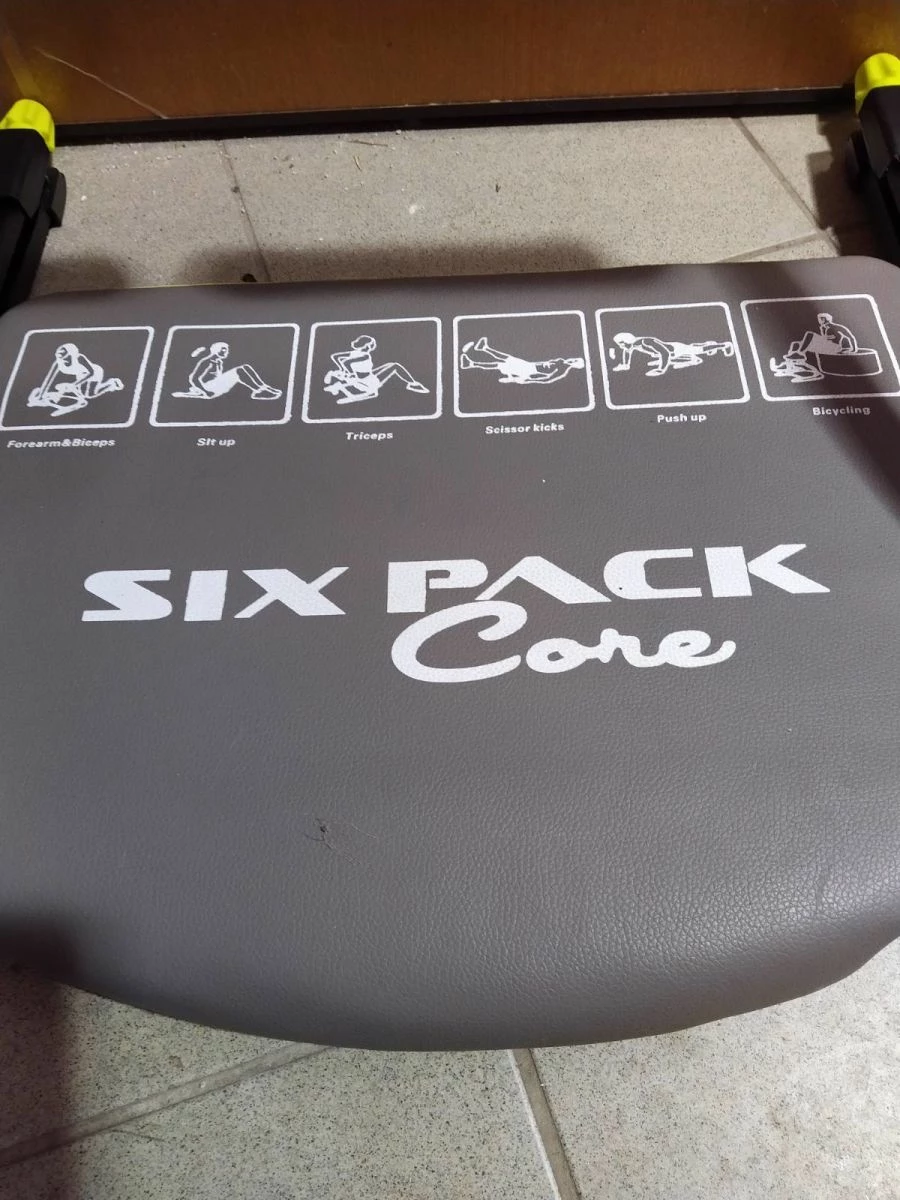 Forearm&Biceps
SIt up
Triceps
Scissor kicks
Push up
Bicycling
SIX PACK
Core